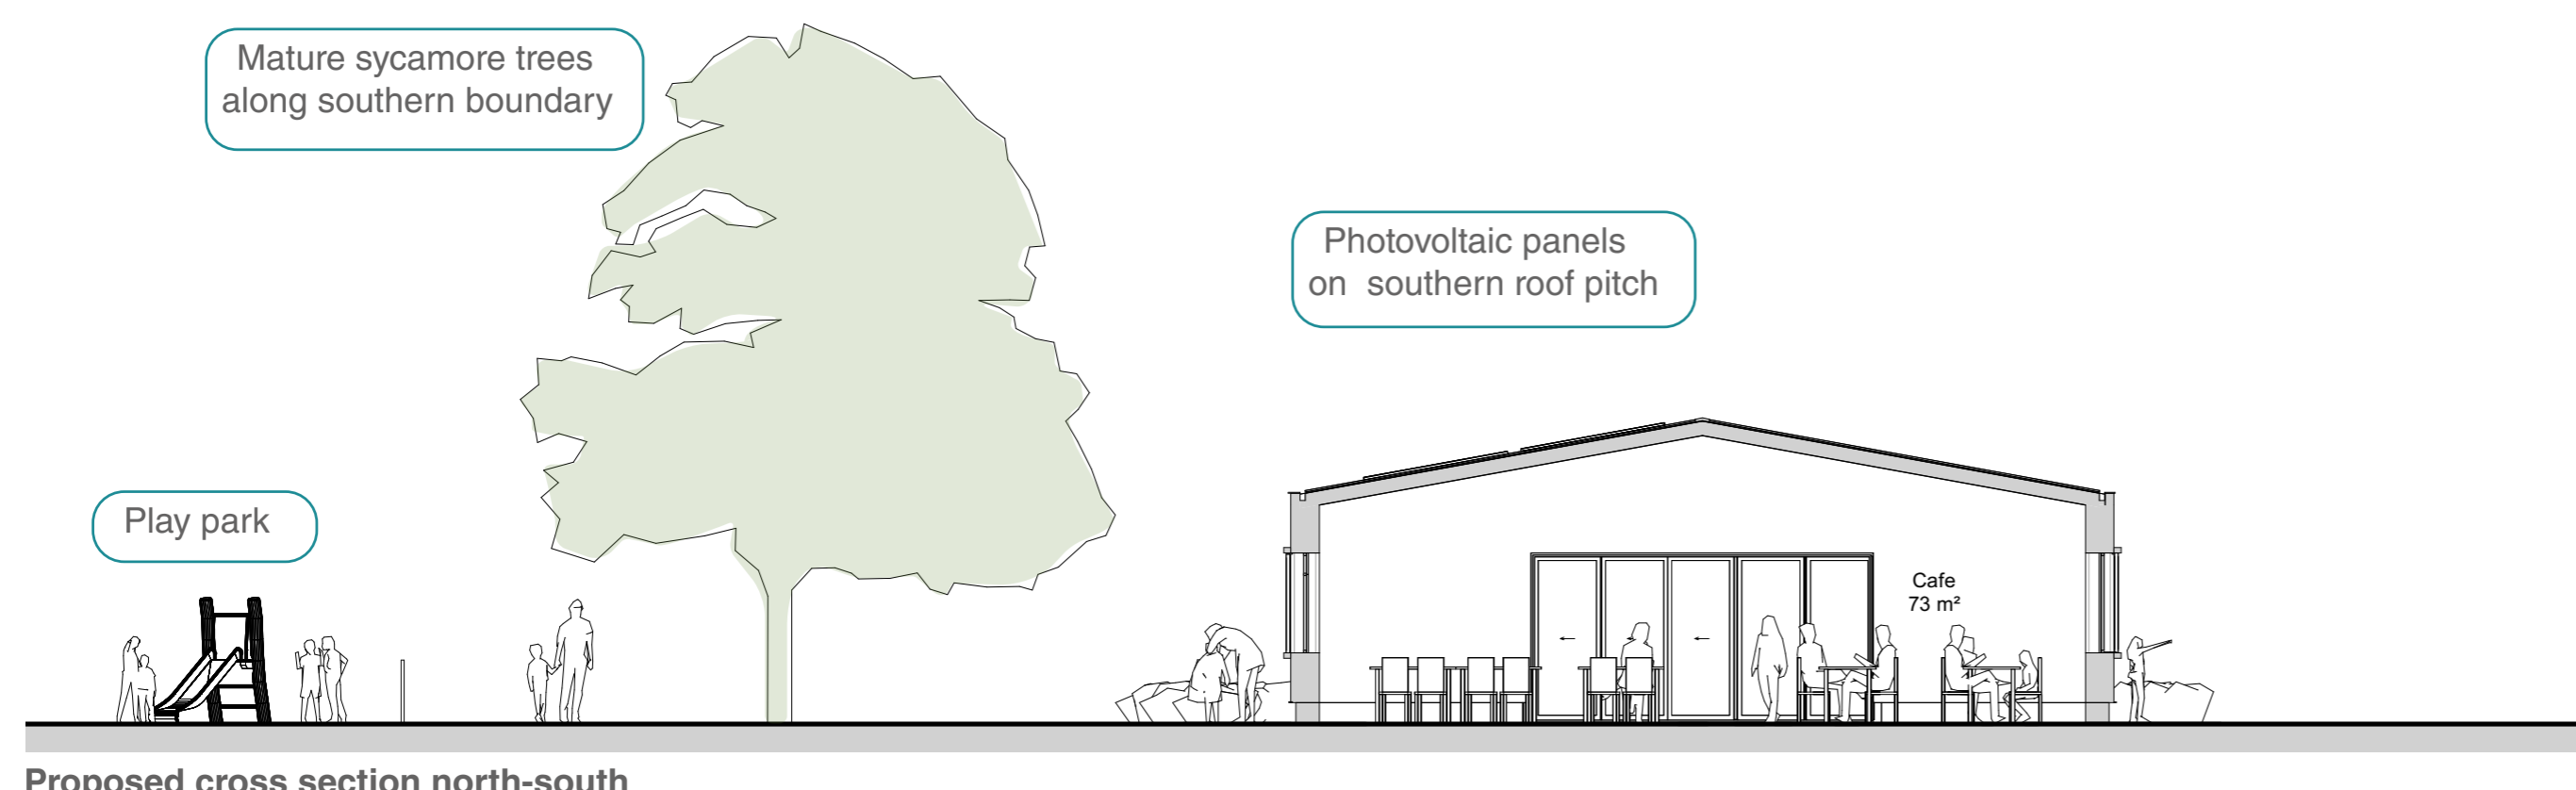 Mature sycamore trees
along southern boundary
Photovoltaic panels
on  southern roof pitch
Play park
Cafe
73 m²
Proposed cross section north-south